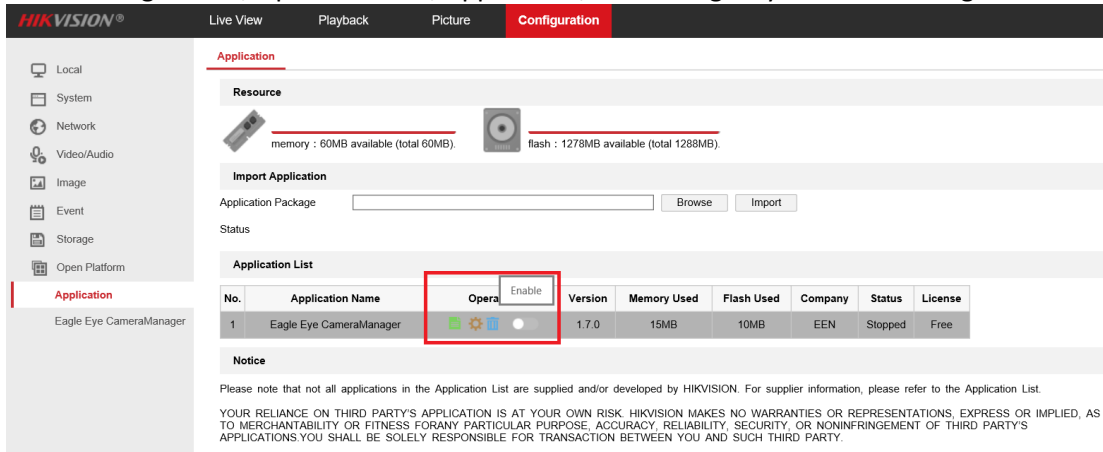 HIKVISION®
Live View Playback Picture Configuration
Local
System
Network
Video/Audio
Image
Event
Storage
Open Platform
Application
Eagle Eye CameraManager
Application
Resource
memory : 60MB available (total 60MB). flash : 1278MB available (total 1288MB).
Import Application
Application Package Browse Import
Status
Application List
No. Application Name Opera Enable Version Memory Used Flash Used Company Status License
1 Eagle Eye CameraManager 1.7.0 15MB 10MB EEN Stopped Free
Notice
Please note that not all applications in the Application List are supplied and/or developed by HIKVISION. For supplier information, please refer to the Application List.
YOUR RELIANCE ON THIRD PARTY'S APPLICATION IS AT YOUR OWN RISK. HIKVISION MAKES NO WARRANTIES OR REPRESENTATIONS, EXPRESS OR IMPLIED, AS
TO MERCHANTABILITY OR FITNESS FORANY PARTICULAR PURPOSE, ACCURACY, RELIABILITY, SECURITY, OR NONINFRINGEMENT OF THIRD PARTY'S
APPLICATIONS.YOU SHALL BE SOLELY RESPONSIBLE FOR TRANSACTION BETWEEN YOU AND SUCH THIRD PARTY.